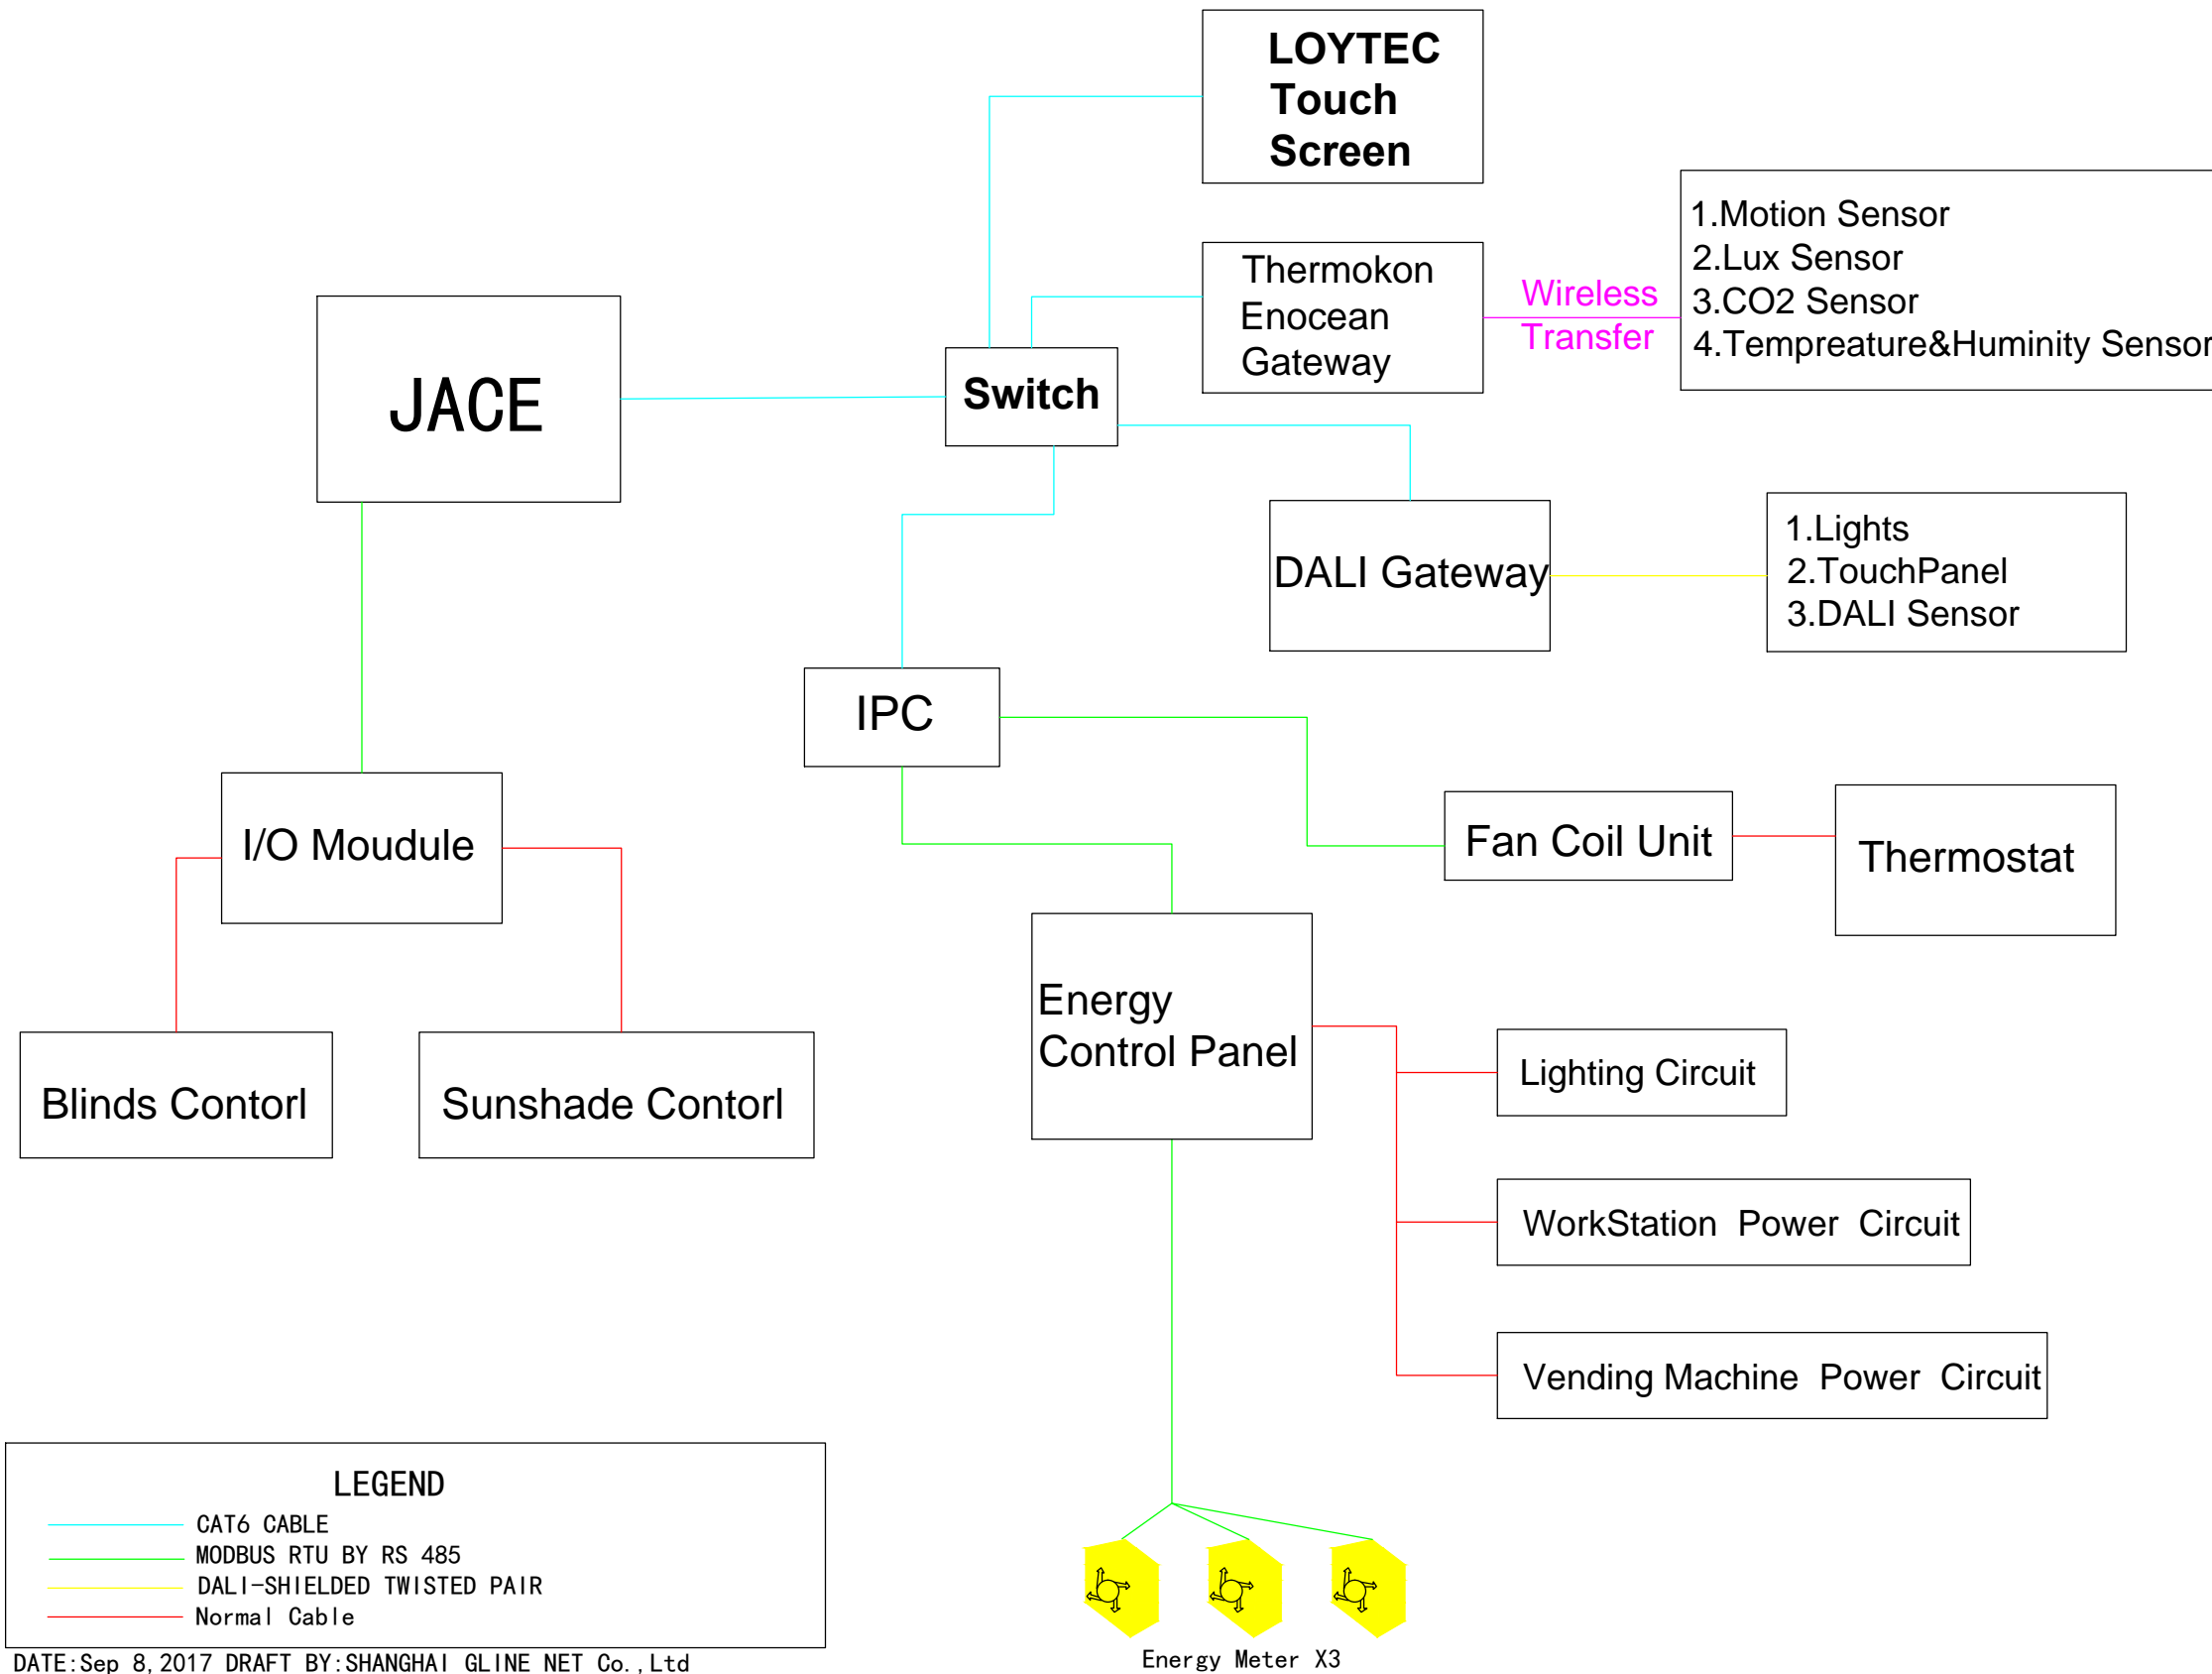 LOYTEC
Touch
Screen
1.Motion Sensor
2.Lux Sensor
3.CO2 Sensor
4.Tempreature&Huminity Sensor
Thermokon
Enocean
Gateway
Wireless
Transfer
JACE
Switch
DALI Gateway
1.Lights
2.TouchPanel
3.DALI Sensor
IPC
I/O Moudule
Fan Coil Unit
Thermostat
Energy
Control Panel
Blinds Contorl
Sunshade Contorl
Lighting Circuit
WorkStation Power Circuit
Vending Machine Power Circuit
LEGEND
CAT6 CABLE
MODBUS RTU BY RS 485
DALI-SHIELDED TWISTED PAIR
Normal Cable
Energy Meter X3
DATE:Sep 8,2017 DRAFT BY:SHANGHAI GLINE NET Co.,Ltd